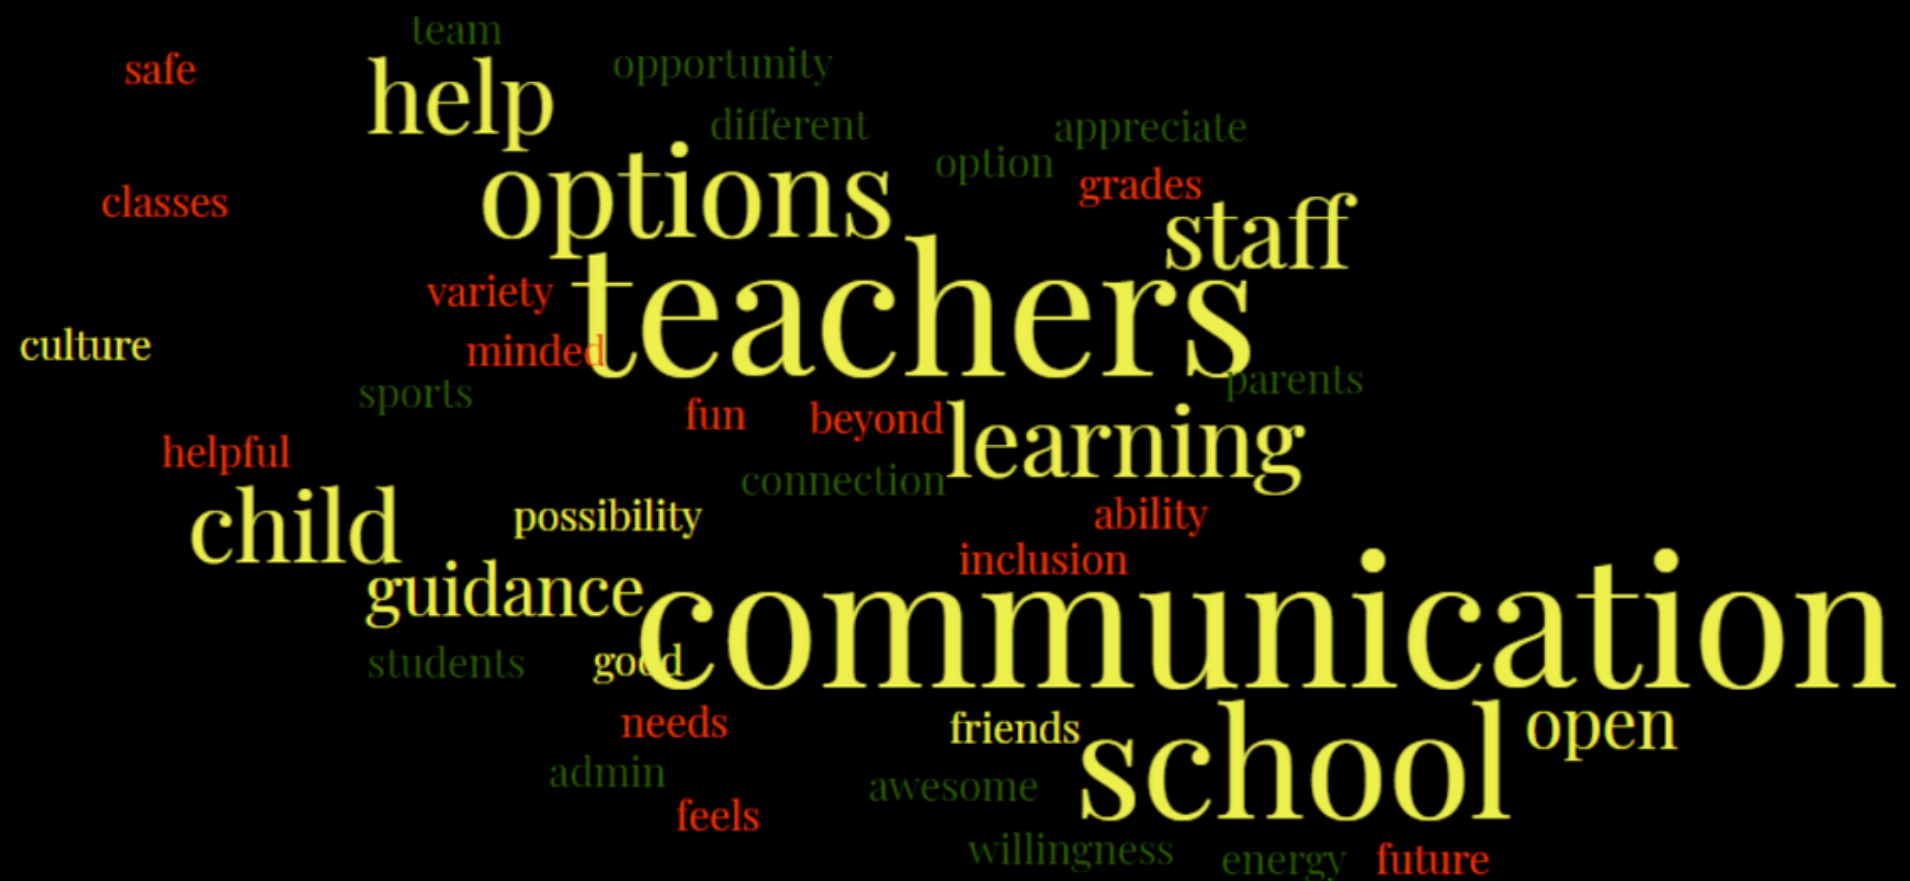 team
safe
opportunity
help
different
appreciate
option
grades
options
classes
staff
variety
teachers
culture
minded
parents
sports
fun
beyond
learning
helpful
connection
child
possibility
ability
inclusion
guidance
communication
students
good
needs
friends
school
open
admin
awesome
feels
willingness
energy
future